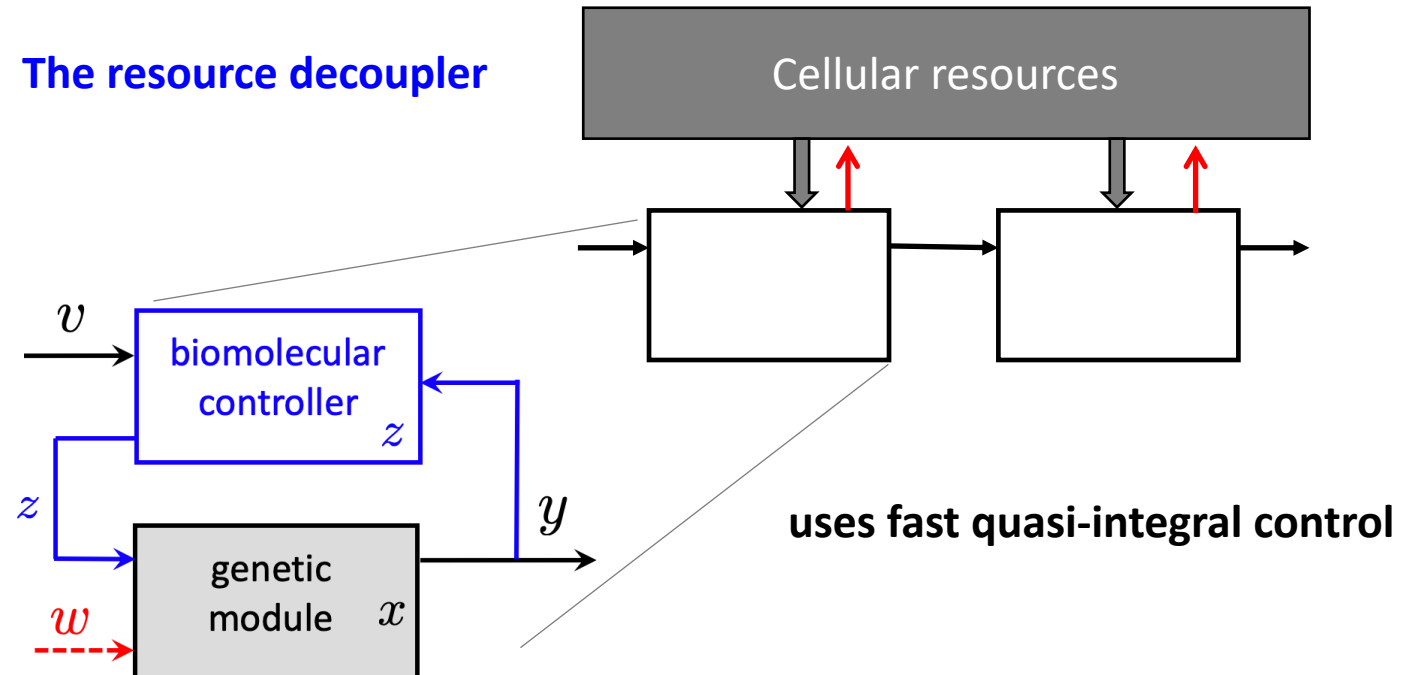 The resource decoupler
Cellular resources
v
biomolecular
controller
z
z
y
uses fast quasi-integral control
genetic
module
x
w